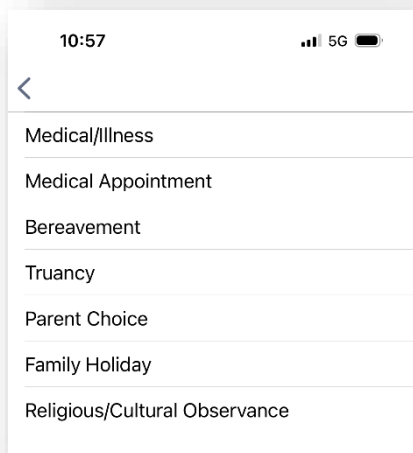 10:57 5G
Medical/Illness
Medical Appointment
Bereavement
Truancy
Parent Choice
Family Holiday
Religious/Cultural Observance